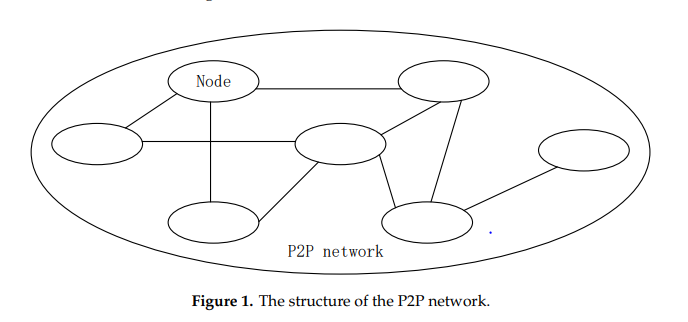 Node
P2P network
Figure 1. The structure of the P2P network.